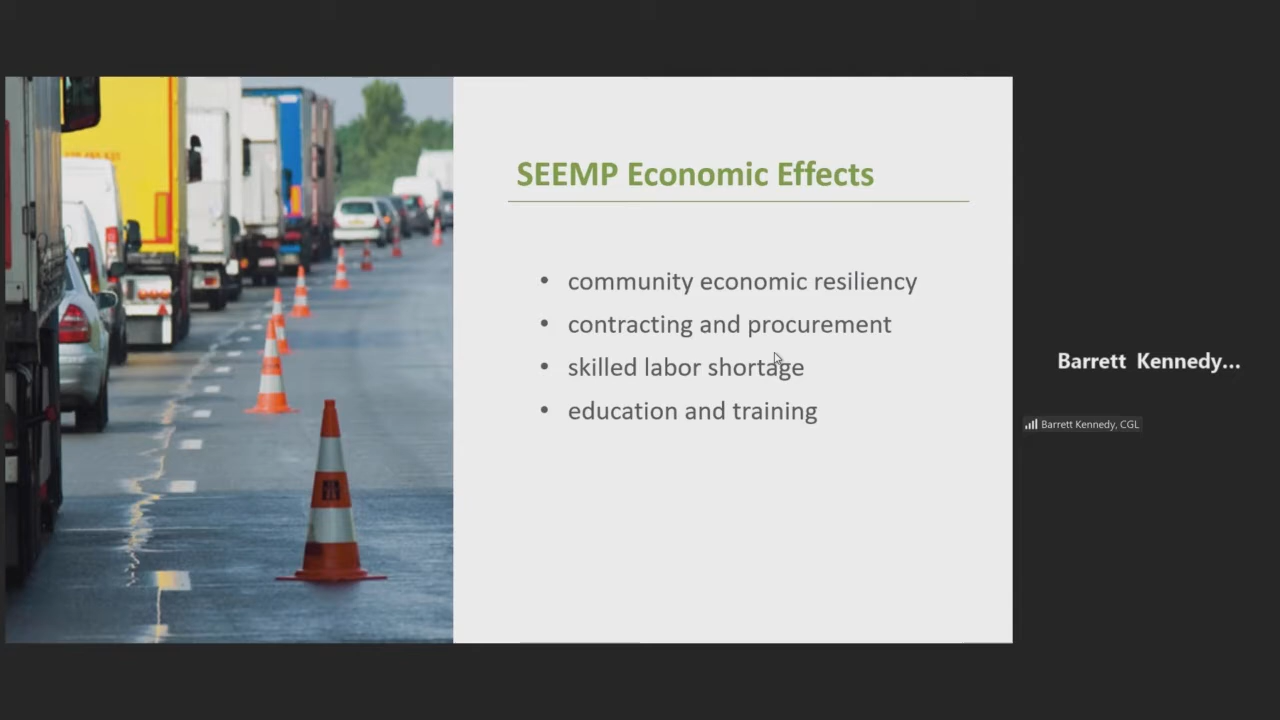 SEEMP Economic Effects
• community economic resiliency
• contracting and procurement
• skilled labor shortage
• education and training
Barrett Kennedy...
Barrett Kennedy, CGL